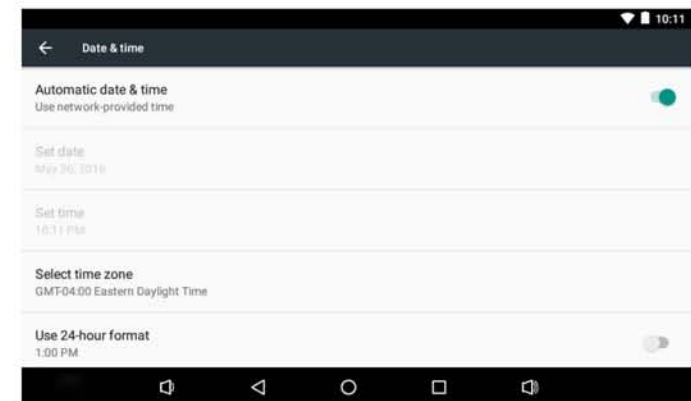 10:11
Date & time
Automatic date & time
Use network-provided time
Set date
May 26, 2016
Set time
10:11 PM
Select time zone
GMT-04:00 Eastern Daylight Time
Use 24-hour format
1:00 PM